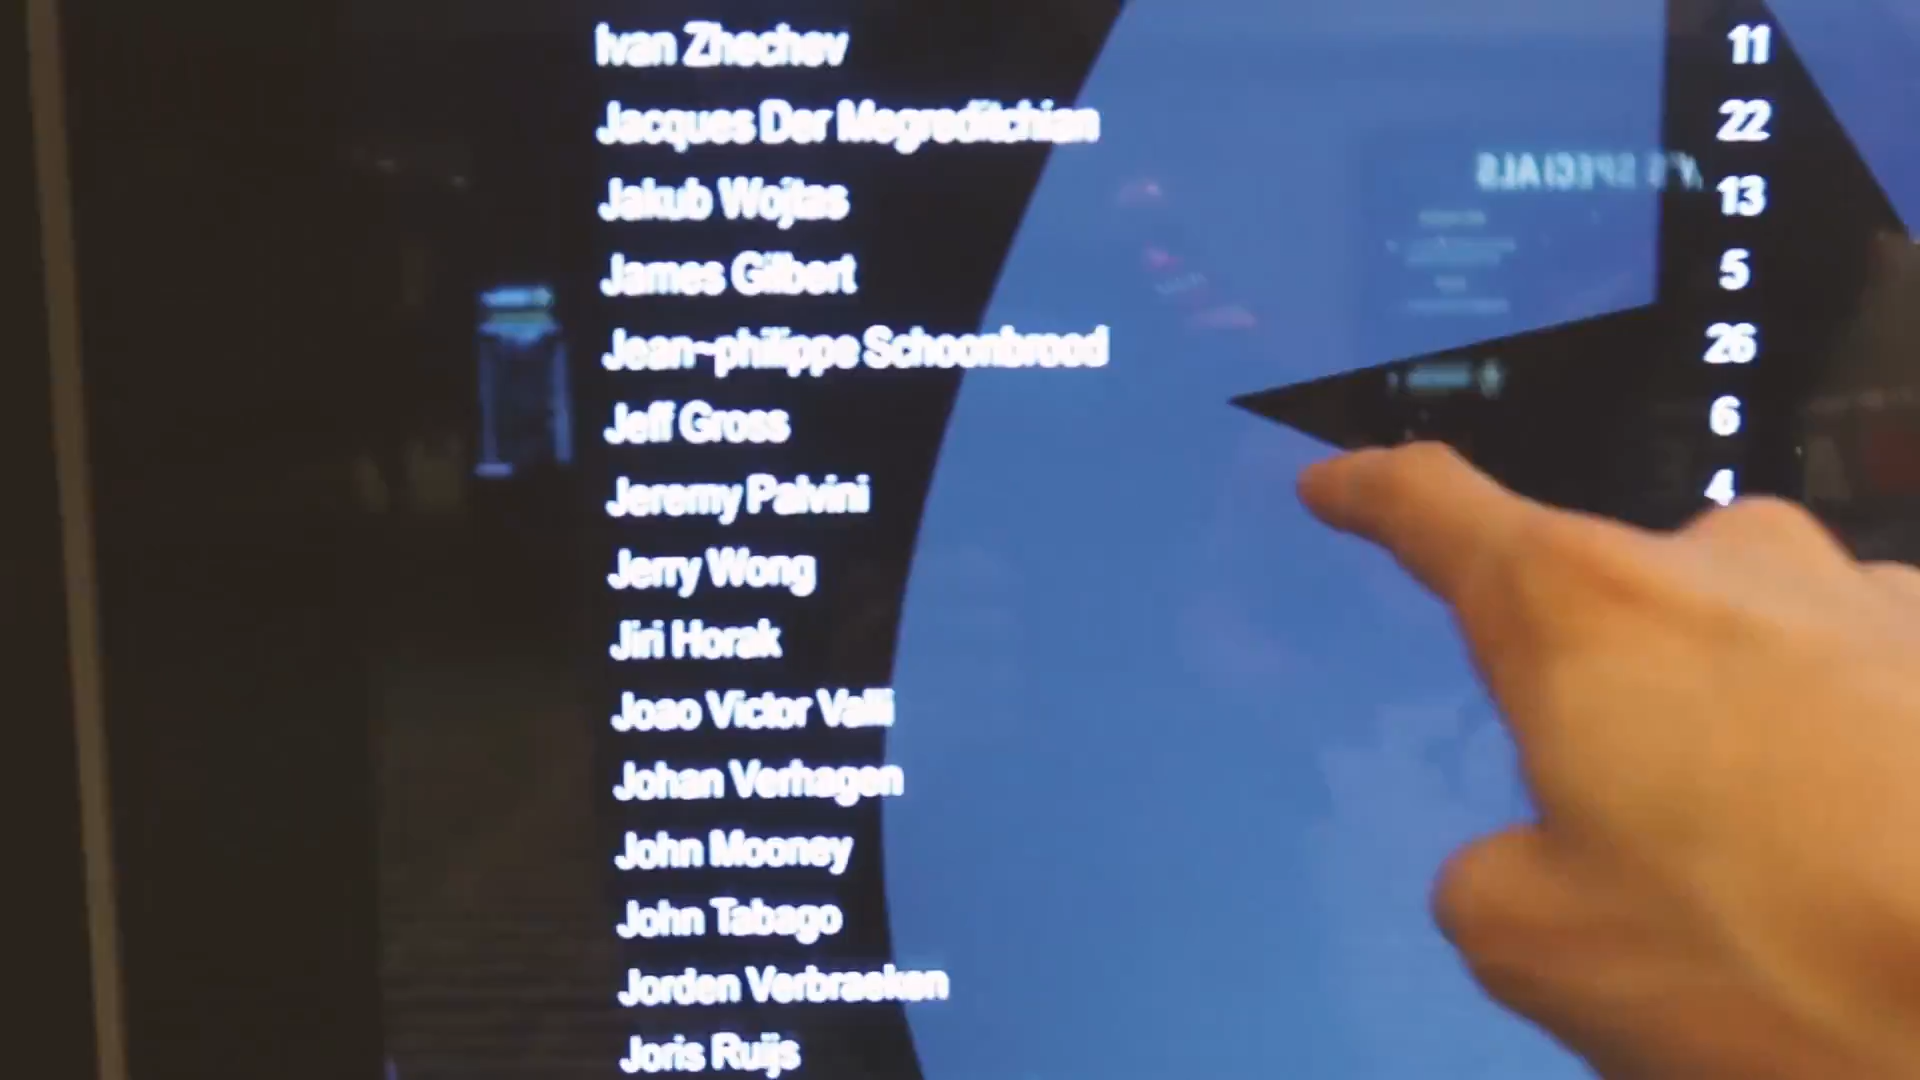 Ivan Zhechev 11
Jacques Der Megreditchian 22
Jakub Wojtas 13
James Gilbert 5
Jean-philippe Schoonbrood 26
Jeff Gross 6
Jeremy Palvini 4
Jerry Wong
Jiri Horak
Joao Victor Valli
Johan Verhagen
John Mooney
John Tabago
Jorden Verbraeken
Joris Ruijs
'S SPECIALS